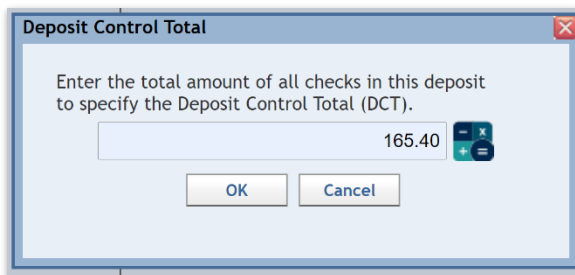 Deposit Control Total
Enter the total amount of all checks in this deposit
to specify the Deposit Control Total (DCT).
165.40
OK Cancel